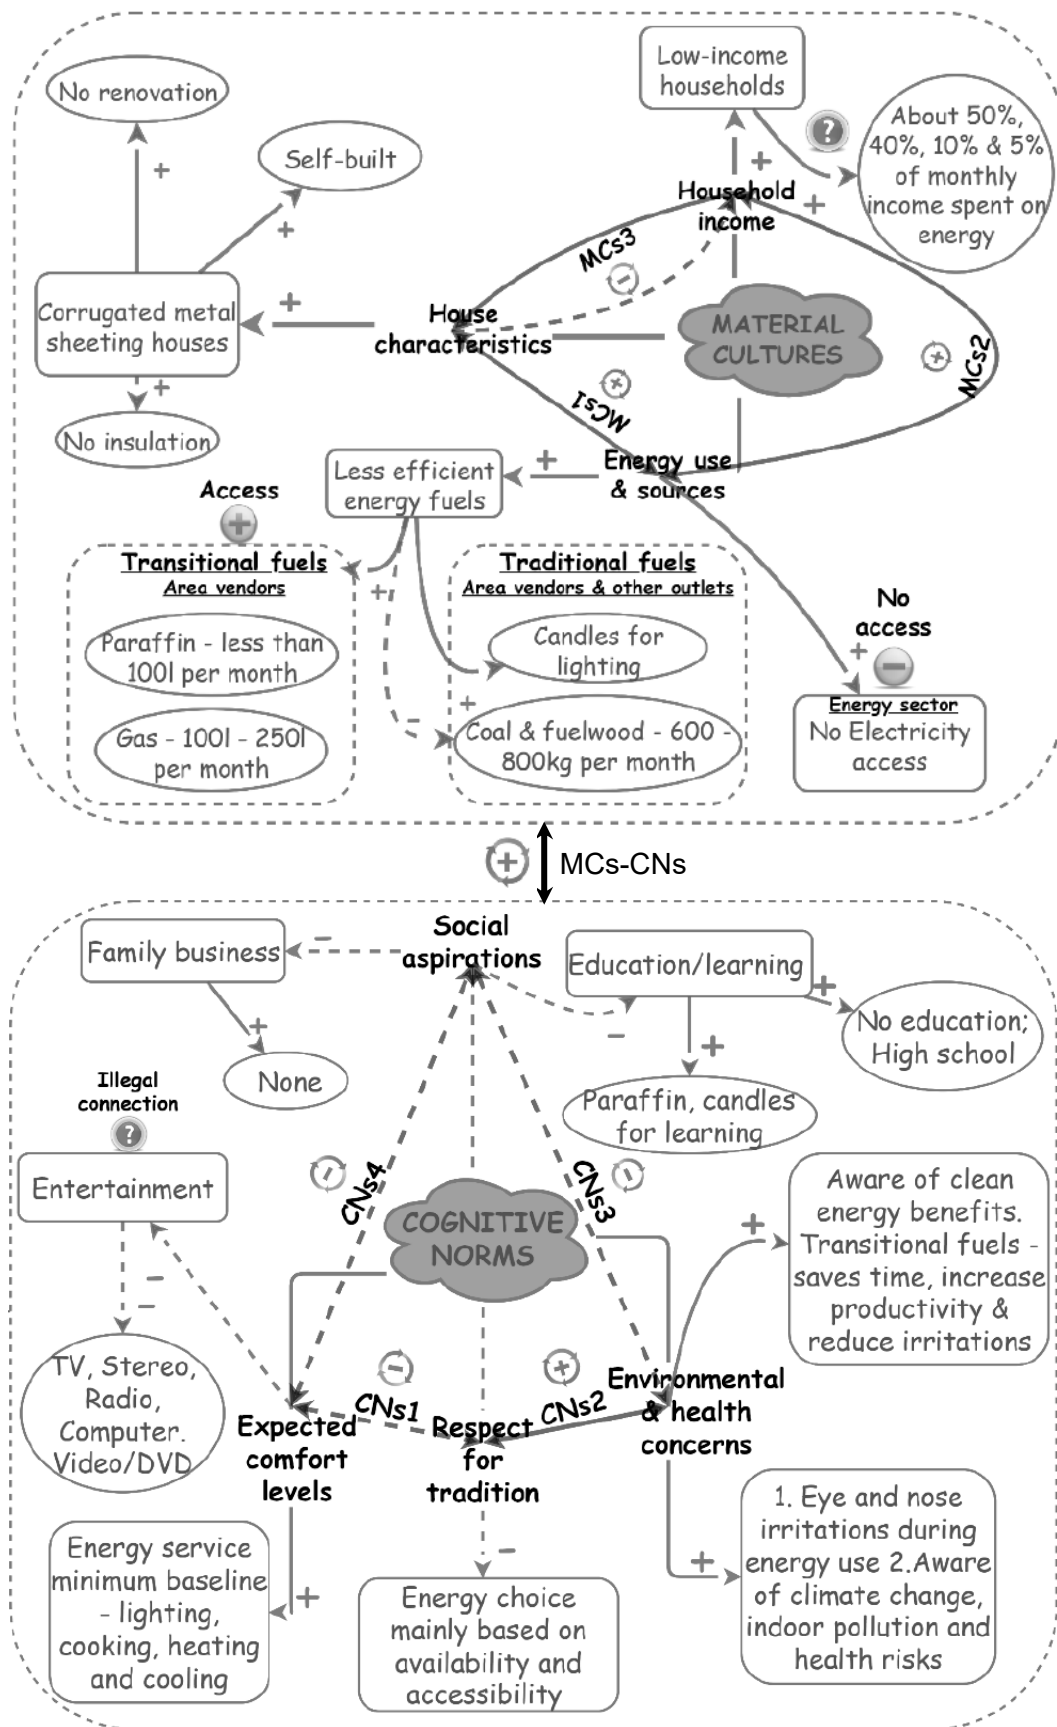 No renovation
Self-built
Low-income
households
?
About 50%,
40%, 10% & 5%
of monthly
income spent on
energy
+
+
+
+
Household
income
MCs3
−
MATERIAL
CULTURES
House
characteristics
+
Corrugated metal
sheeting houses
+
No insulation
+
MCs1
+
MCs2
Energy use
& sources
+
Less efficient
energy fuels
Access
+
Transitional fuels
Area vendors
Paraffin - less than
100l per month
Gas - 100l - 250l
per month
+
−
+
Traditional fuels
Area vendors & other outlets
Candles for
lighting
Coal & fuelwood - 600 -
800kg per month
No
access
+
−
Energy sector
No Electricity
access
+
MCs-CNs
Social
aspirations
−
Family business
+
None
−
Education/learning
+
No education;
High school
+
Paraffin, candles
for learning
Illegal
connection
?
Entertainment
−
−
TV, Stereo,
Radio,
Computer.
Video/DVD
−
CNs4
CNs3
−
COGNITIVE
NORMS
+
Aware of clean
energy benefits.
Transitional fuels -
saves time, increase
productivity &
reduce irritations
−
CNs1
+
CNs2
Expected
comfort
levels
Respect
for
tradition
Environmental
& health
concerns
+
Energy service
minimum baseline
- lighting,
cooking, heating
and cooling
−
Energy choice
mainly based on
availability and
accessibility
+
1. Eye and nose
irritations during
energy use 2.Aware
of climate change,
indoor pollution and
health risks